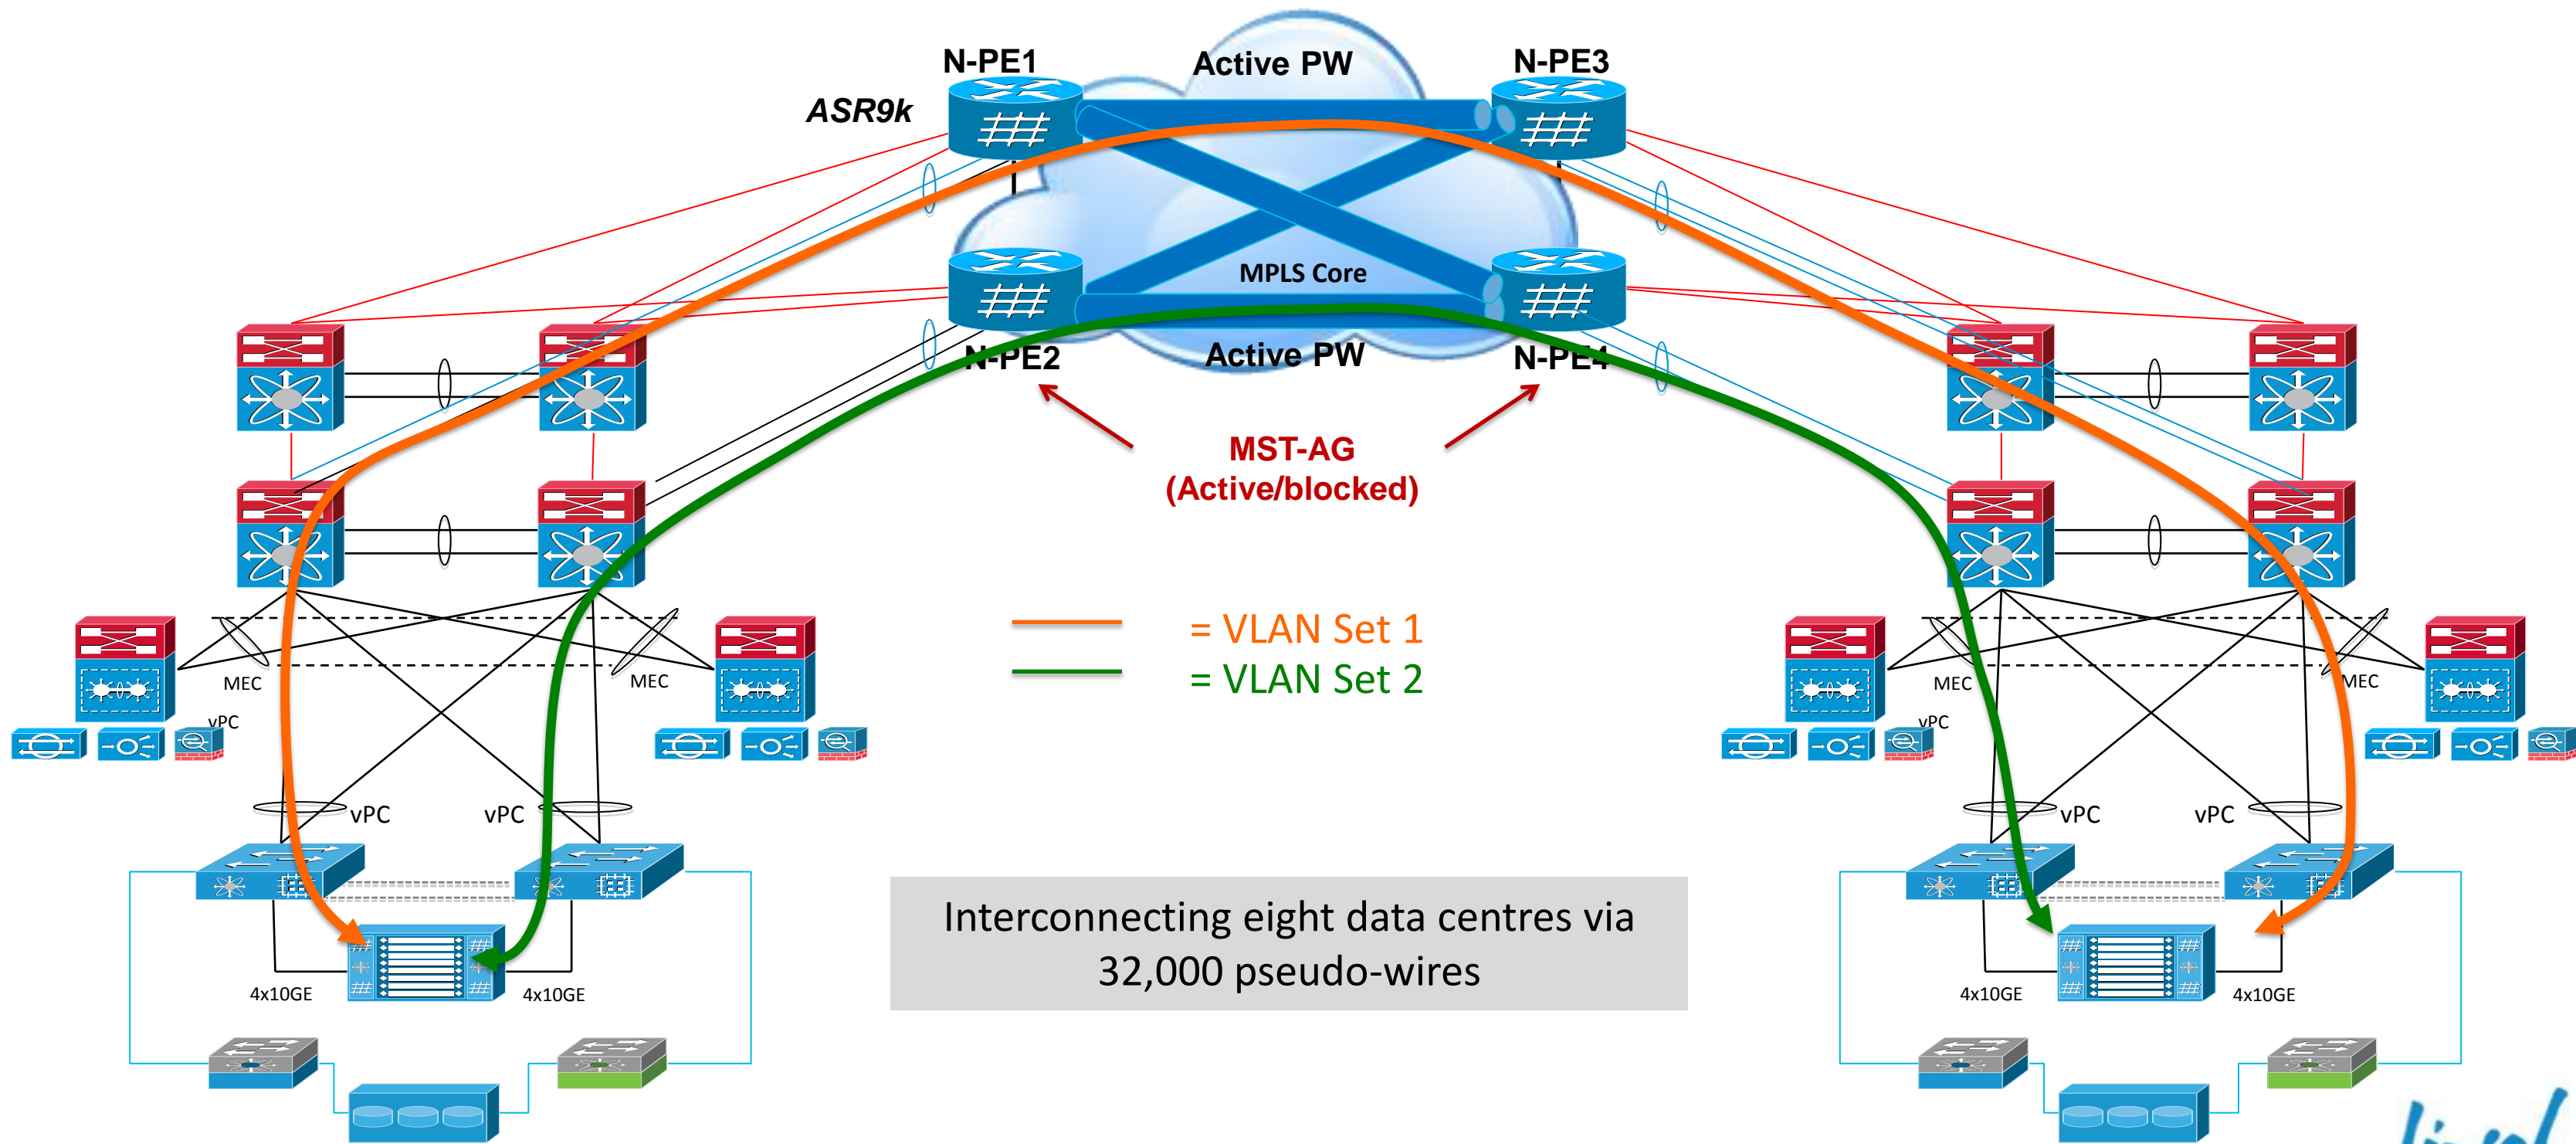 N-PE1
Active PW
N-PE3
ASR9k
MPLS Core
N-PE2
Active PW
N-PE4
MST-AG
(Active/blocked)
= VLAN Set 1
= VLAN Set 2
MEC
MEC
MEC
MEC
vPC
vPC
vPC
vPC
vPC
vPC
Interconnecting eight data centres via
32,000 pseudo-wires
4x10GE
4x10GE
4x10GE
4x10GE